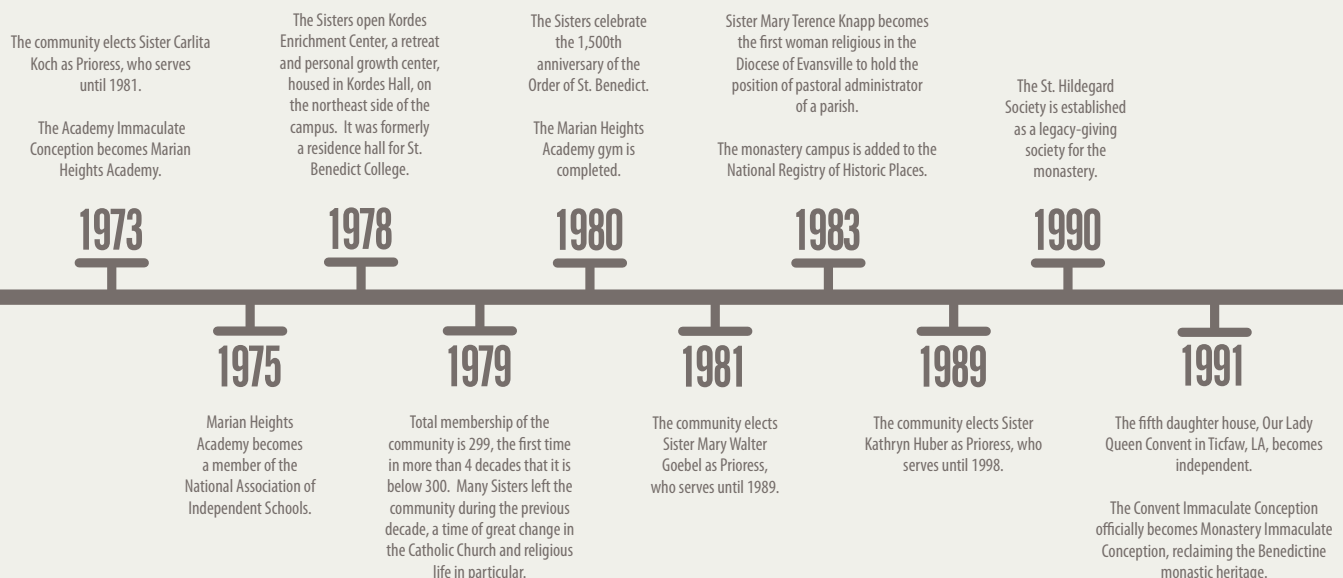 The community elects Sister Carlita
Koch as Prioress, who serves
until 1981.
The Academy Immaculate
Conception becomes Marian
Heights Academy.
1973
The Sisters open Kordes
Enrichment Center, a retreat
and personal growth center,
housed in Kordes Hall, on
the northeast side of the
campus. It was formerly
a residence hall for St.
Benedict College.
1978
The Sisters celebrate
the 1,500th
anniversary of the
Order of St. Benedict.
The Marian Heights
Academy gym is
completed.
1980
Sister Mary Terence Knapp becomes
the first woman religious in the
Diocese of Evansville to hold the
position of pastoral administrator
of a parish.
The monastery campus is added to the
National Registry of Historic Places.
1983
The St. Hildegard
Society is established
as a legacy-giving
society for the
monastery.
1990
1975
Marian Heights
Academy becomes
a member of the
National Association of
Independent Schools.
1979
Total membership of the
community is 299, the first time
in more than 4 decades that it is
below 300. Many Sisters left the
community during the previous
decade, a time of great change in
the Catholic Church and religious
life in particular.
1981
The community elects
Sister Mary Walter
Goebel as Prioress,
who serves until 1989.
1989
The community elects Sister
Kathryn Huber as Prioress, who
serves until 1998.
1991
The fifth daughter house, Our Lady
Queen Convent in Ticfaw, LA, becomes
independent.
The Convent Immaculate Conception
officially becomes Monastery Immaculate
Conception, reclaiming the Benedictine
monastic heritage.